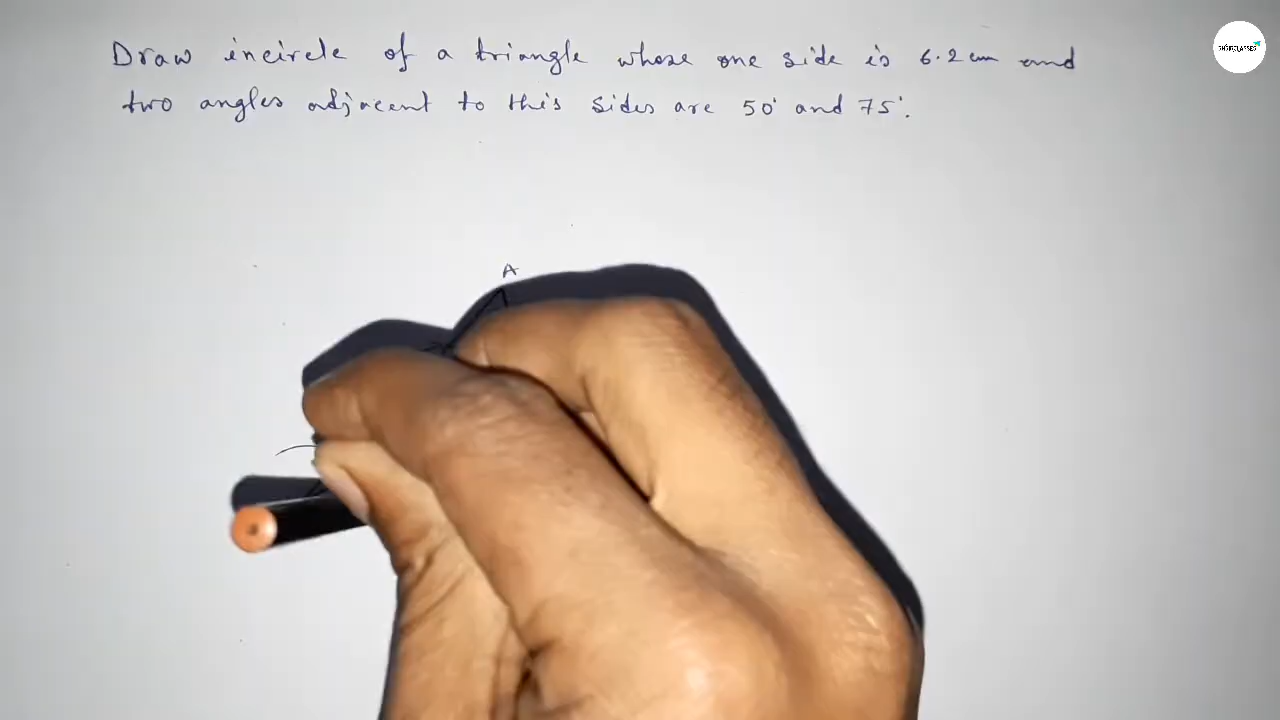 Draw incircle of a triangle whose one side is 6.2 cm and
two angles adjacent to this sides are 50° and 75°.
A